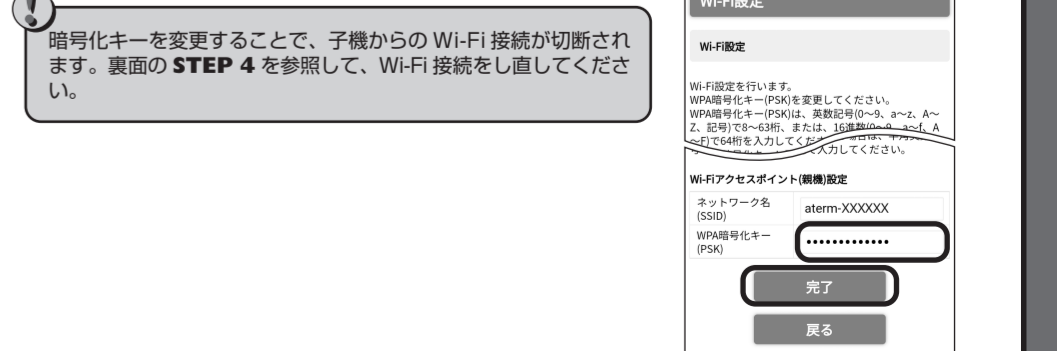 暗号化キーを変更することで、子機からの Wi-Fi 接続が切断され
ます。裏面の STEP 4 を参照して、Wi-Fi 接続をし直してくださ
い。
Wi-Fi設定
Wi-Fi設定
Wi-Fi設定を行います。
WPA暗号化キー(PSK)を変更してください。
WPA暗号化キー(PSK)は、英数記号(0～9、a～z、A～
Z、記号)で8～63桁、または、16進数(0～9、a～f、A
～F)で64桁を入力してくだ
入力してください。
Wi-Fiアクセスポイント(親機)設定
ネットワーク名
(SSID)
aterm-XXXXXX
WPA暗号化キー
(PSK)
•••••••••••••
完了
戻る